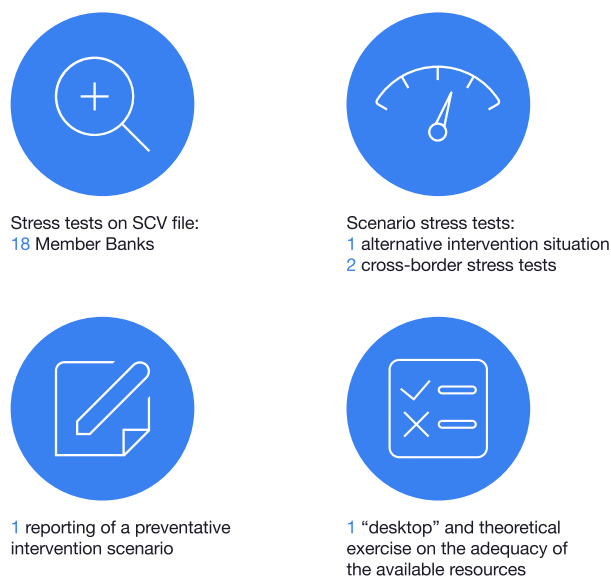 Stress tests on SCV file:
18 Member Banks
Scenario stress tests:
1 alternative intervention situation
2 cross-border stress tests
1 reporting of a preventative
intervention scenario
1 “desktop” and theoretical
exercise on the adequacy of
the available resources